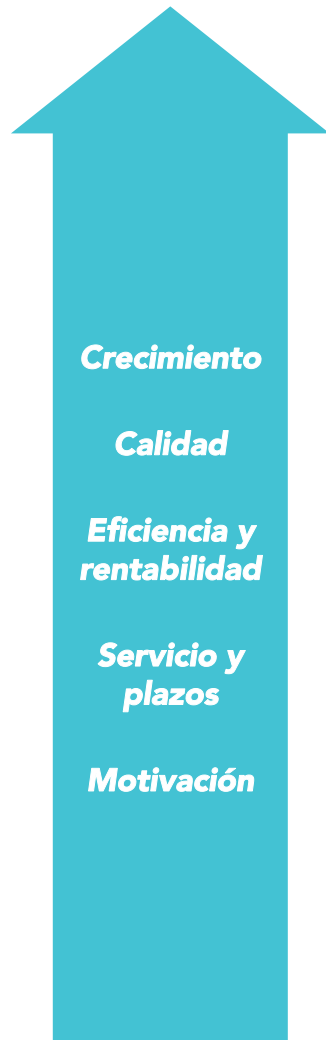 Crecimiento
Calidad
Eficiencia y
rentabilidad
Servicio y
plazos
Motivación